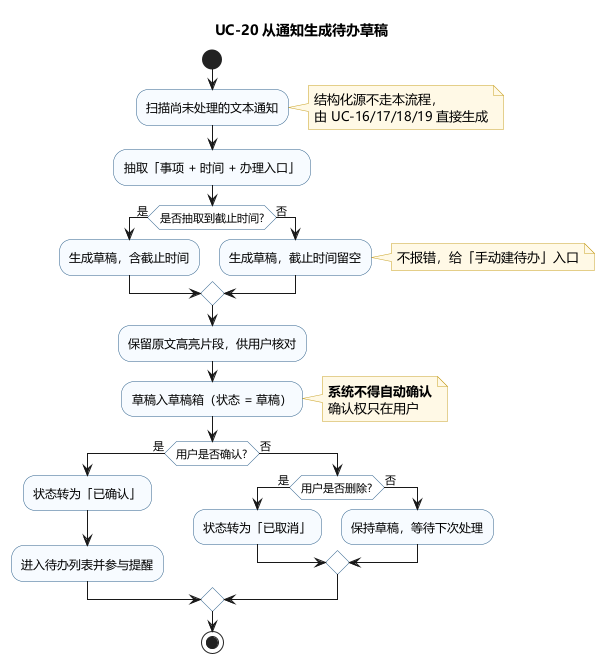 UC-20 从通知生成待办草稿
扫描尚未处理的文本通知
结构化源不走本流程，
由 UC-16/17/18/19 直接生成
抽取「事项 + 时间 + 办理入口」
是否抽取到截止时间?
是
否
生成草稿，含截止时间
生成草稿，截止时间留空
不报错，给「手动建待办」入口
保留原文高亮片段，供用户核对
草稿入草稿箱（状态 = 草稿）
系统不得自动确认
确认权只在用户
用户是否确认?
是
否
状态转为「已确认」
进入待办列表并参与提醒
用户是否删除?
是
否
状态转为「已取消」
保持草稿，等待下次处理